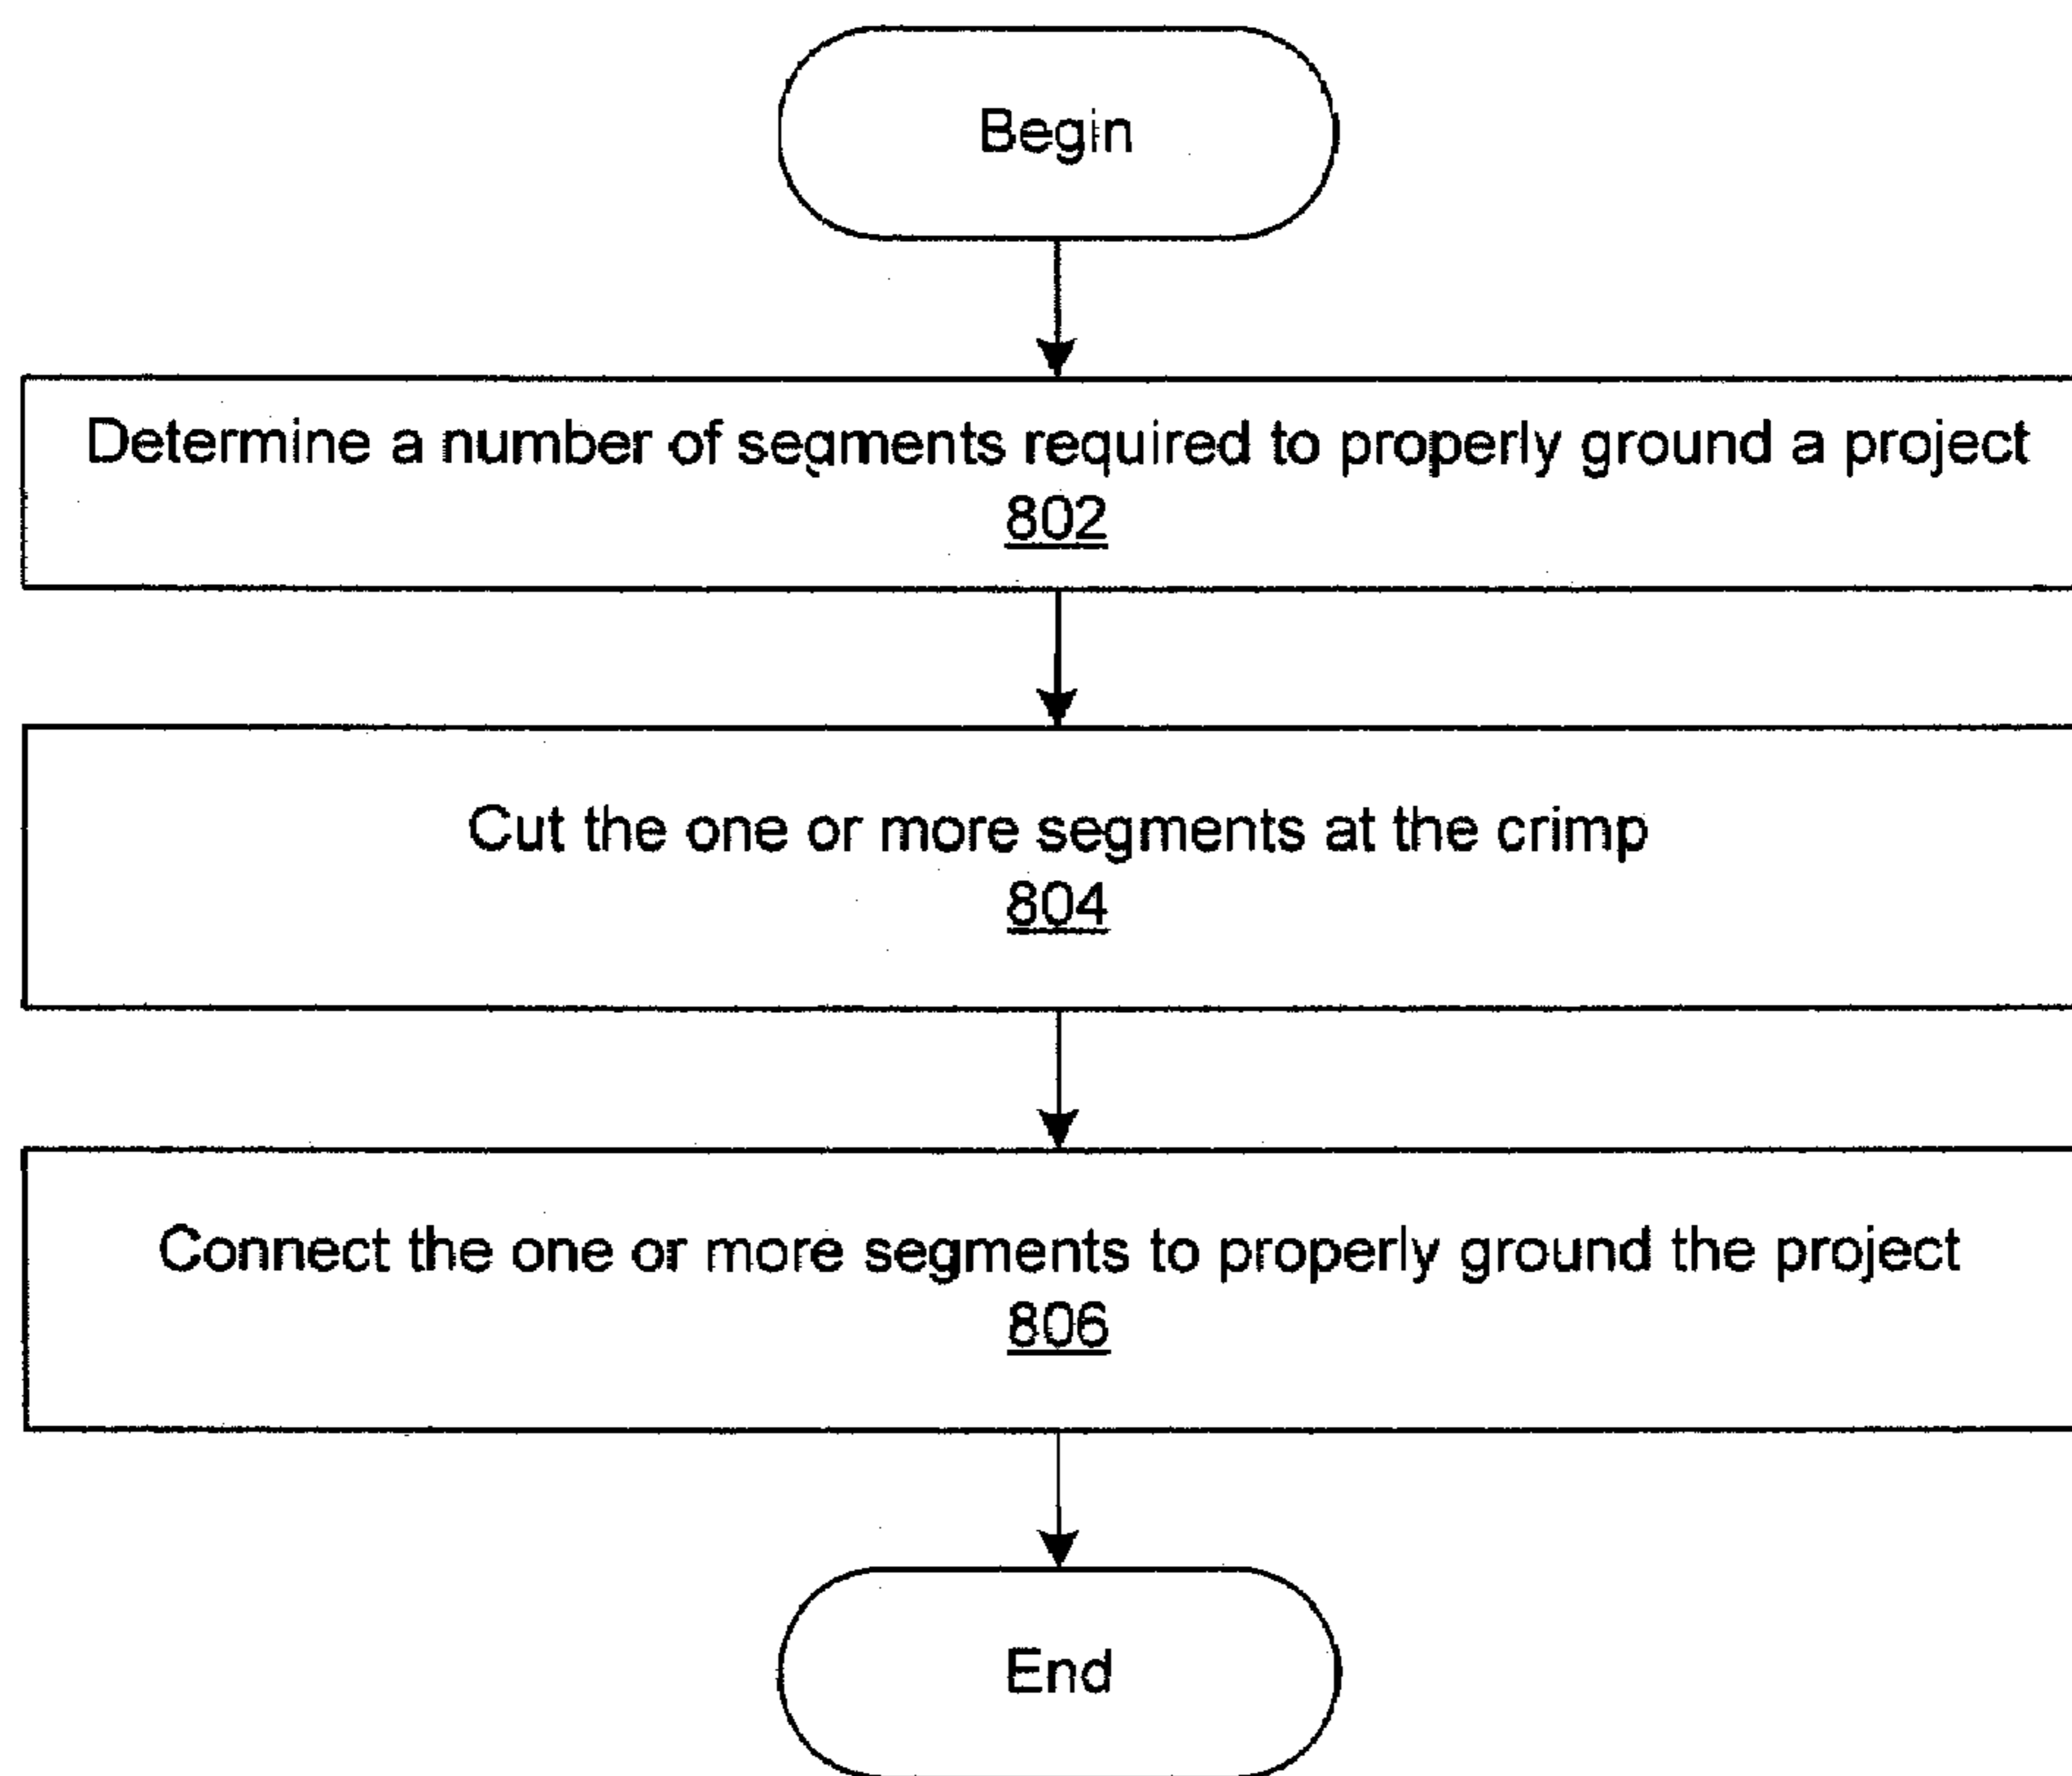 Begin
Determine a number of segments required to properly ground a project
802
Cut the one or more segments at the crimp
804
Connect the one or more segments to properly ground the project
806
End